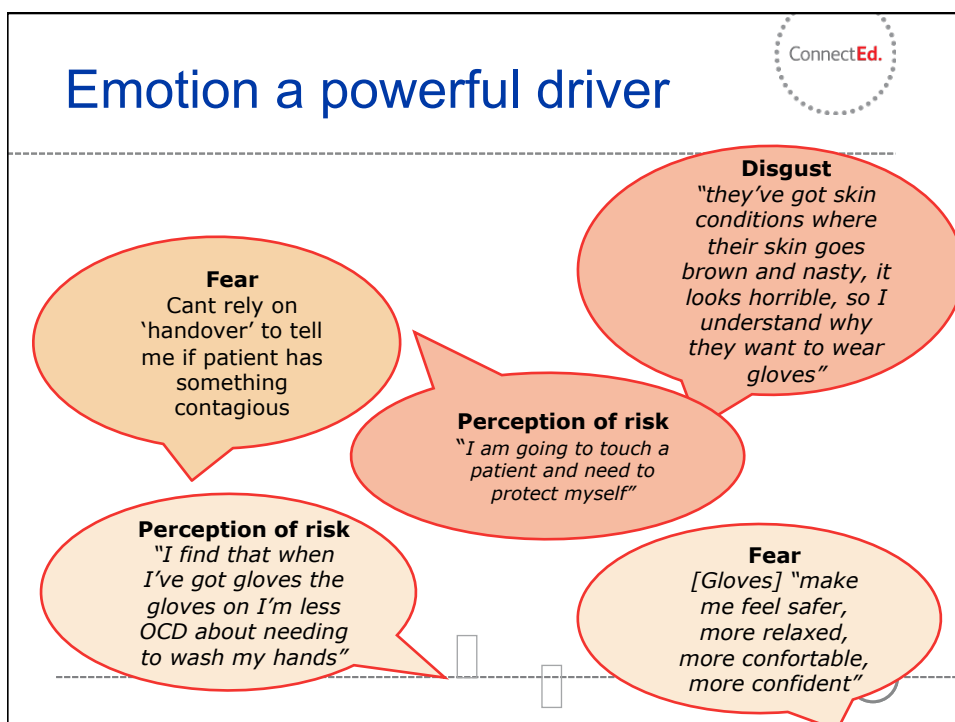 ConnectEd.
Emotion a powerful driver
Disgust
“they’ve got skin
conditions where
their skin goes
brown and nasty, it
looks horrible, so I
understand why
they want to wear
gloves”
Fear
Cant rely on
‘handover’ to tell
me if patient has
something
contagious
Perception of risk
“I am going to touch a
patient and need to
protect myself”
Perception of risk
“I find that when
I’ve got gloves the
gloves on I’m less
OCD about needing
to wash my hands”
Fear
[Gloves] “make
me feel safer,
more relaxed,
more confortable,
more confident”